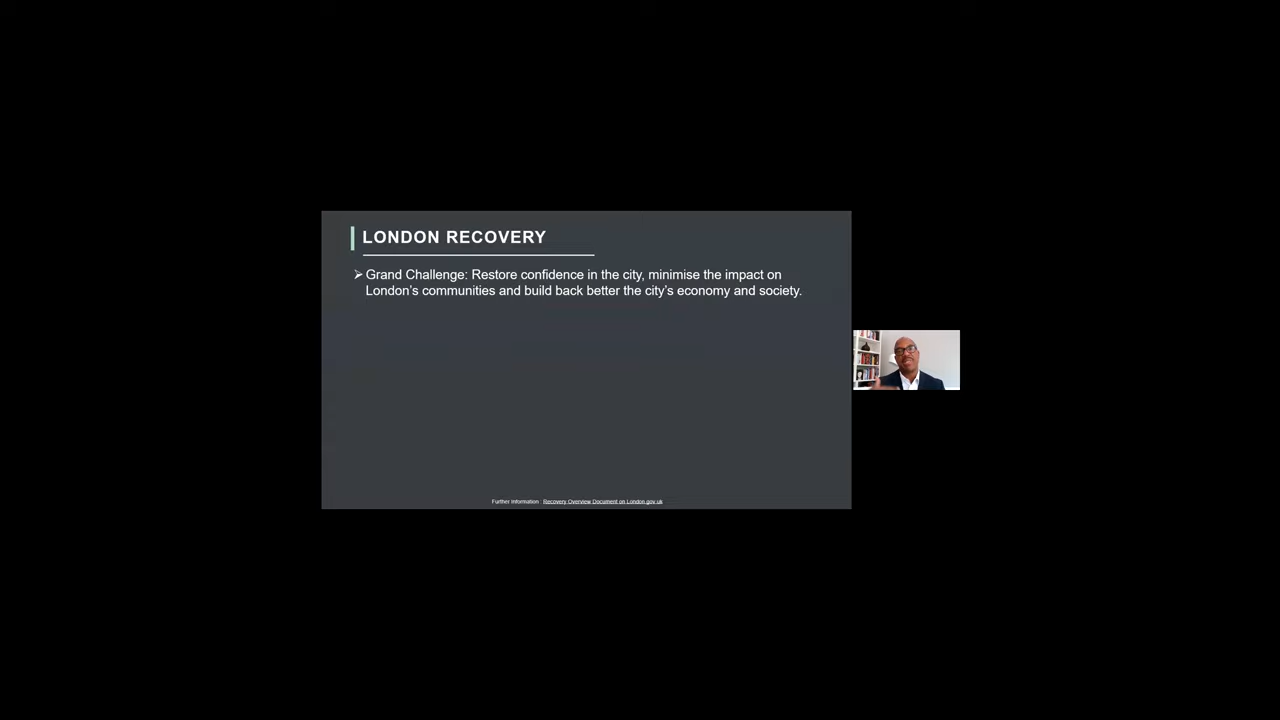 LONDON RECOVERY
➢ Grand Challenge: Restore confidence in the city, minimise the impact on
London's communities and build back better the city's economy and society.
Further Information : Recovery Overview Document on London.gov.uk